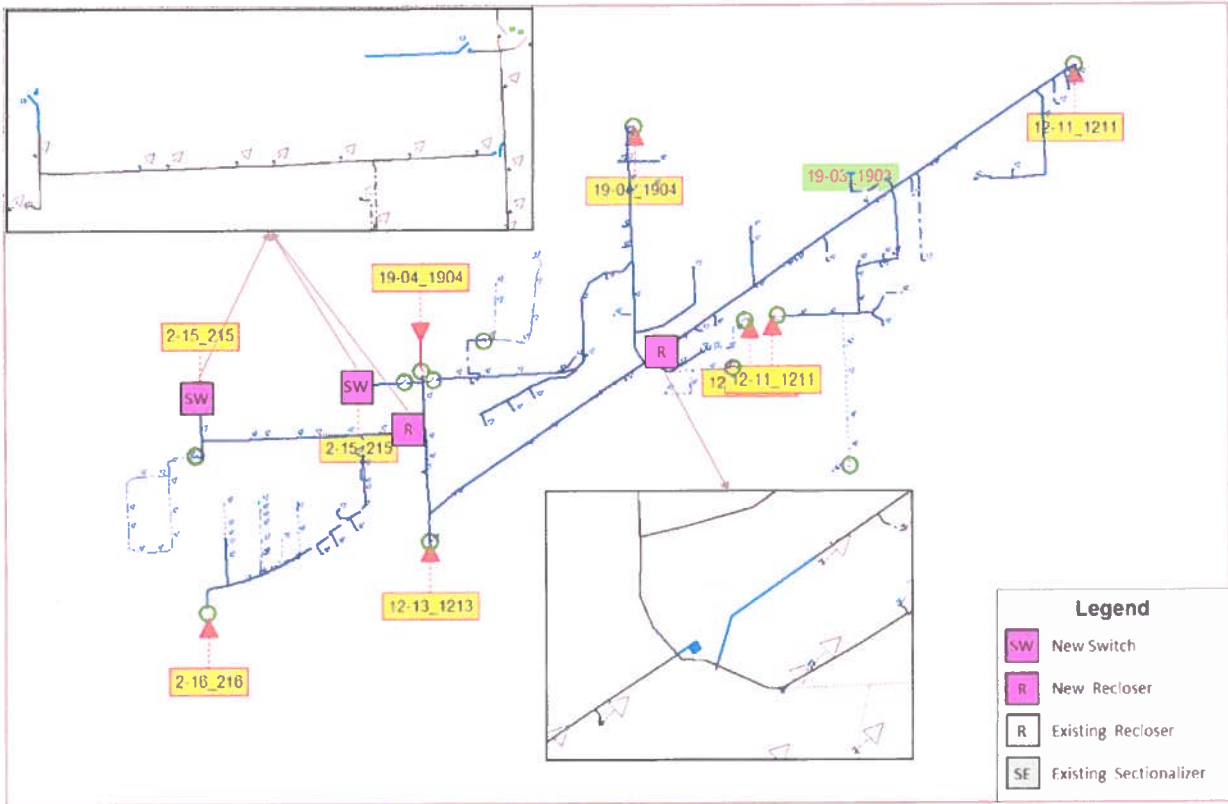 12-11_1211
19-04_1904
19-03_1903
19-04_1904
2-15_215
SW
SW
R
R
12-11_1211
2-15_215
12-13_1213
2-16_216
Legend
SW New Switch
R New Recloser
R Existing Recloser
SE Existing Sectionalizer